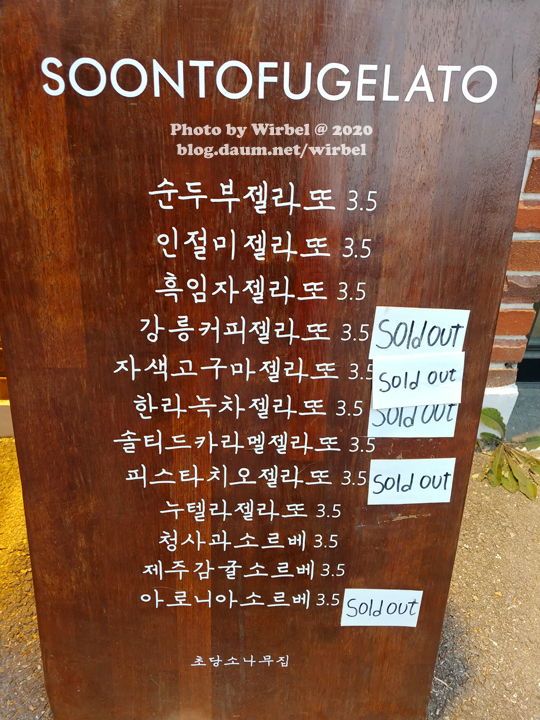 SOONTOFUGELATO
Photo by Wirbel @ 2020
blog.daum.net/wirbel
순두부젤라또 3.5
인절미젤라또 3.5
흑임자젤라또 3.5
강릉커피젤라또 3.5 Sold out
자색고구마젤라또 3.5 Sold out
한라녹차젤라또 3.5 Sold out
솔티드카라멜젤라또 3.5
피스타치오젤라또 3.5 Sold out
누텔라젤라또 3.5
청사과소르베 3.5
제주감귤소르베 3.5
아로니아소르베 3.5 Sold out
초당소나무집